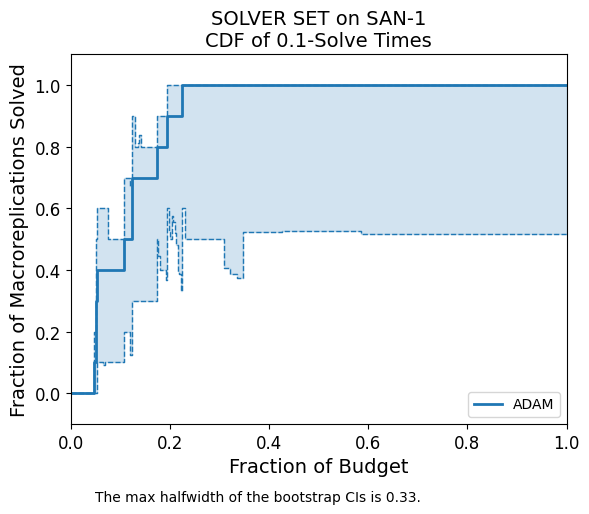 SOLVER SET on SAN-1
CDF of 0.1-Solve Times
Fraction of Macroreplications Solved
1.0
0.8
0.6
0.4
0.2
0.0
ADAM
0.0 0.2 0.4 0.6 0.8 1.0
Fraction of Budget
The max halfwidth of the bootstrap CIs is 0.33.